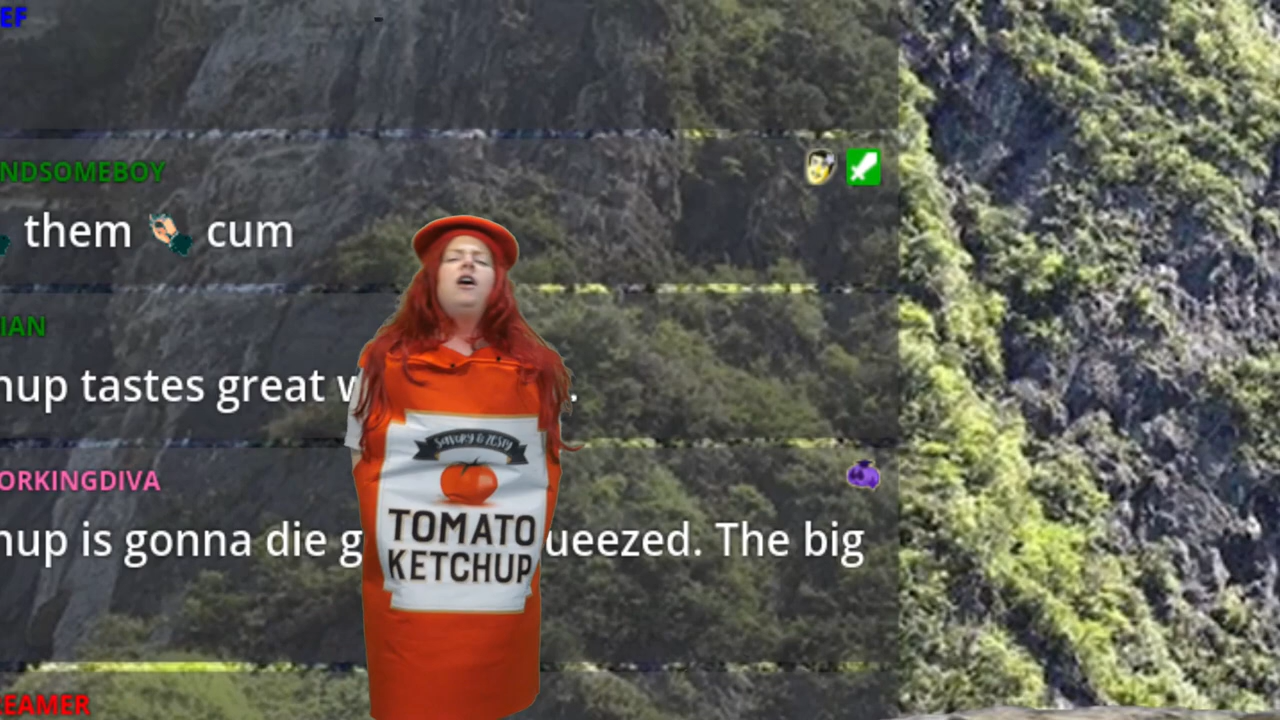 EF
NDSOMEBOY
them cum
IAN
hup tastes great w .
ORKINGDIVA
hup is gonna die g ueezed. The big
SAVORY & ZESTY
TOMATO
KETCHUP
EAMER